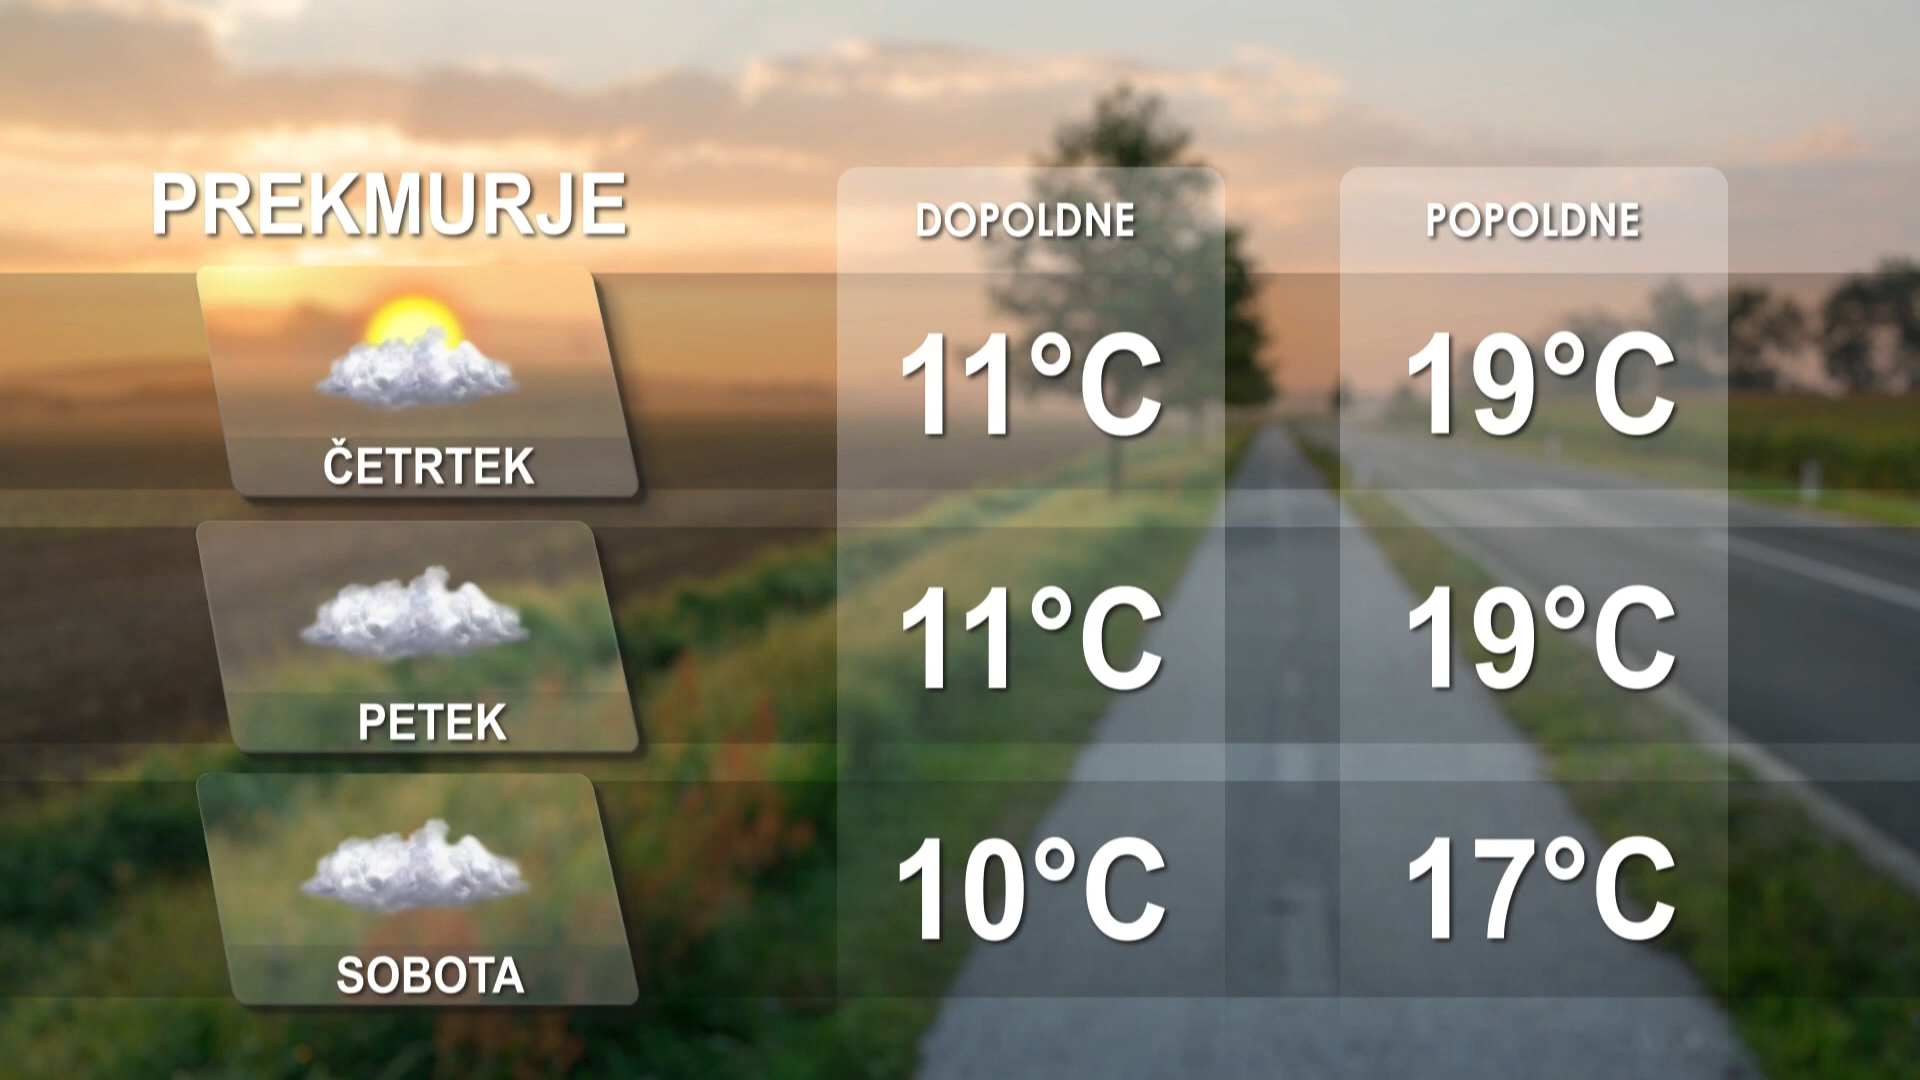 PREKMURJE
DOPOLDNE
POPOLDNE
ČETRTEK
11°C
19°C
PETEK
11°C
19°C
SOBOTA
10°C
17°C